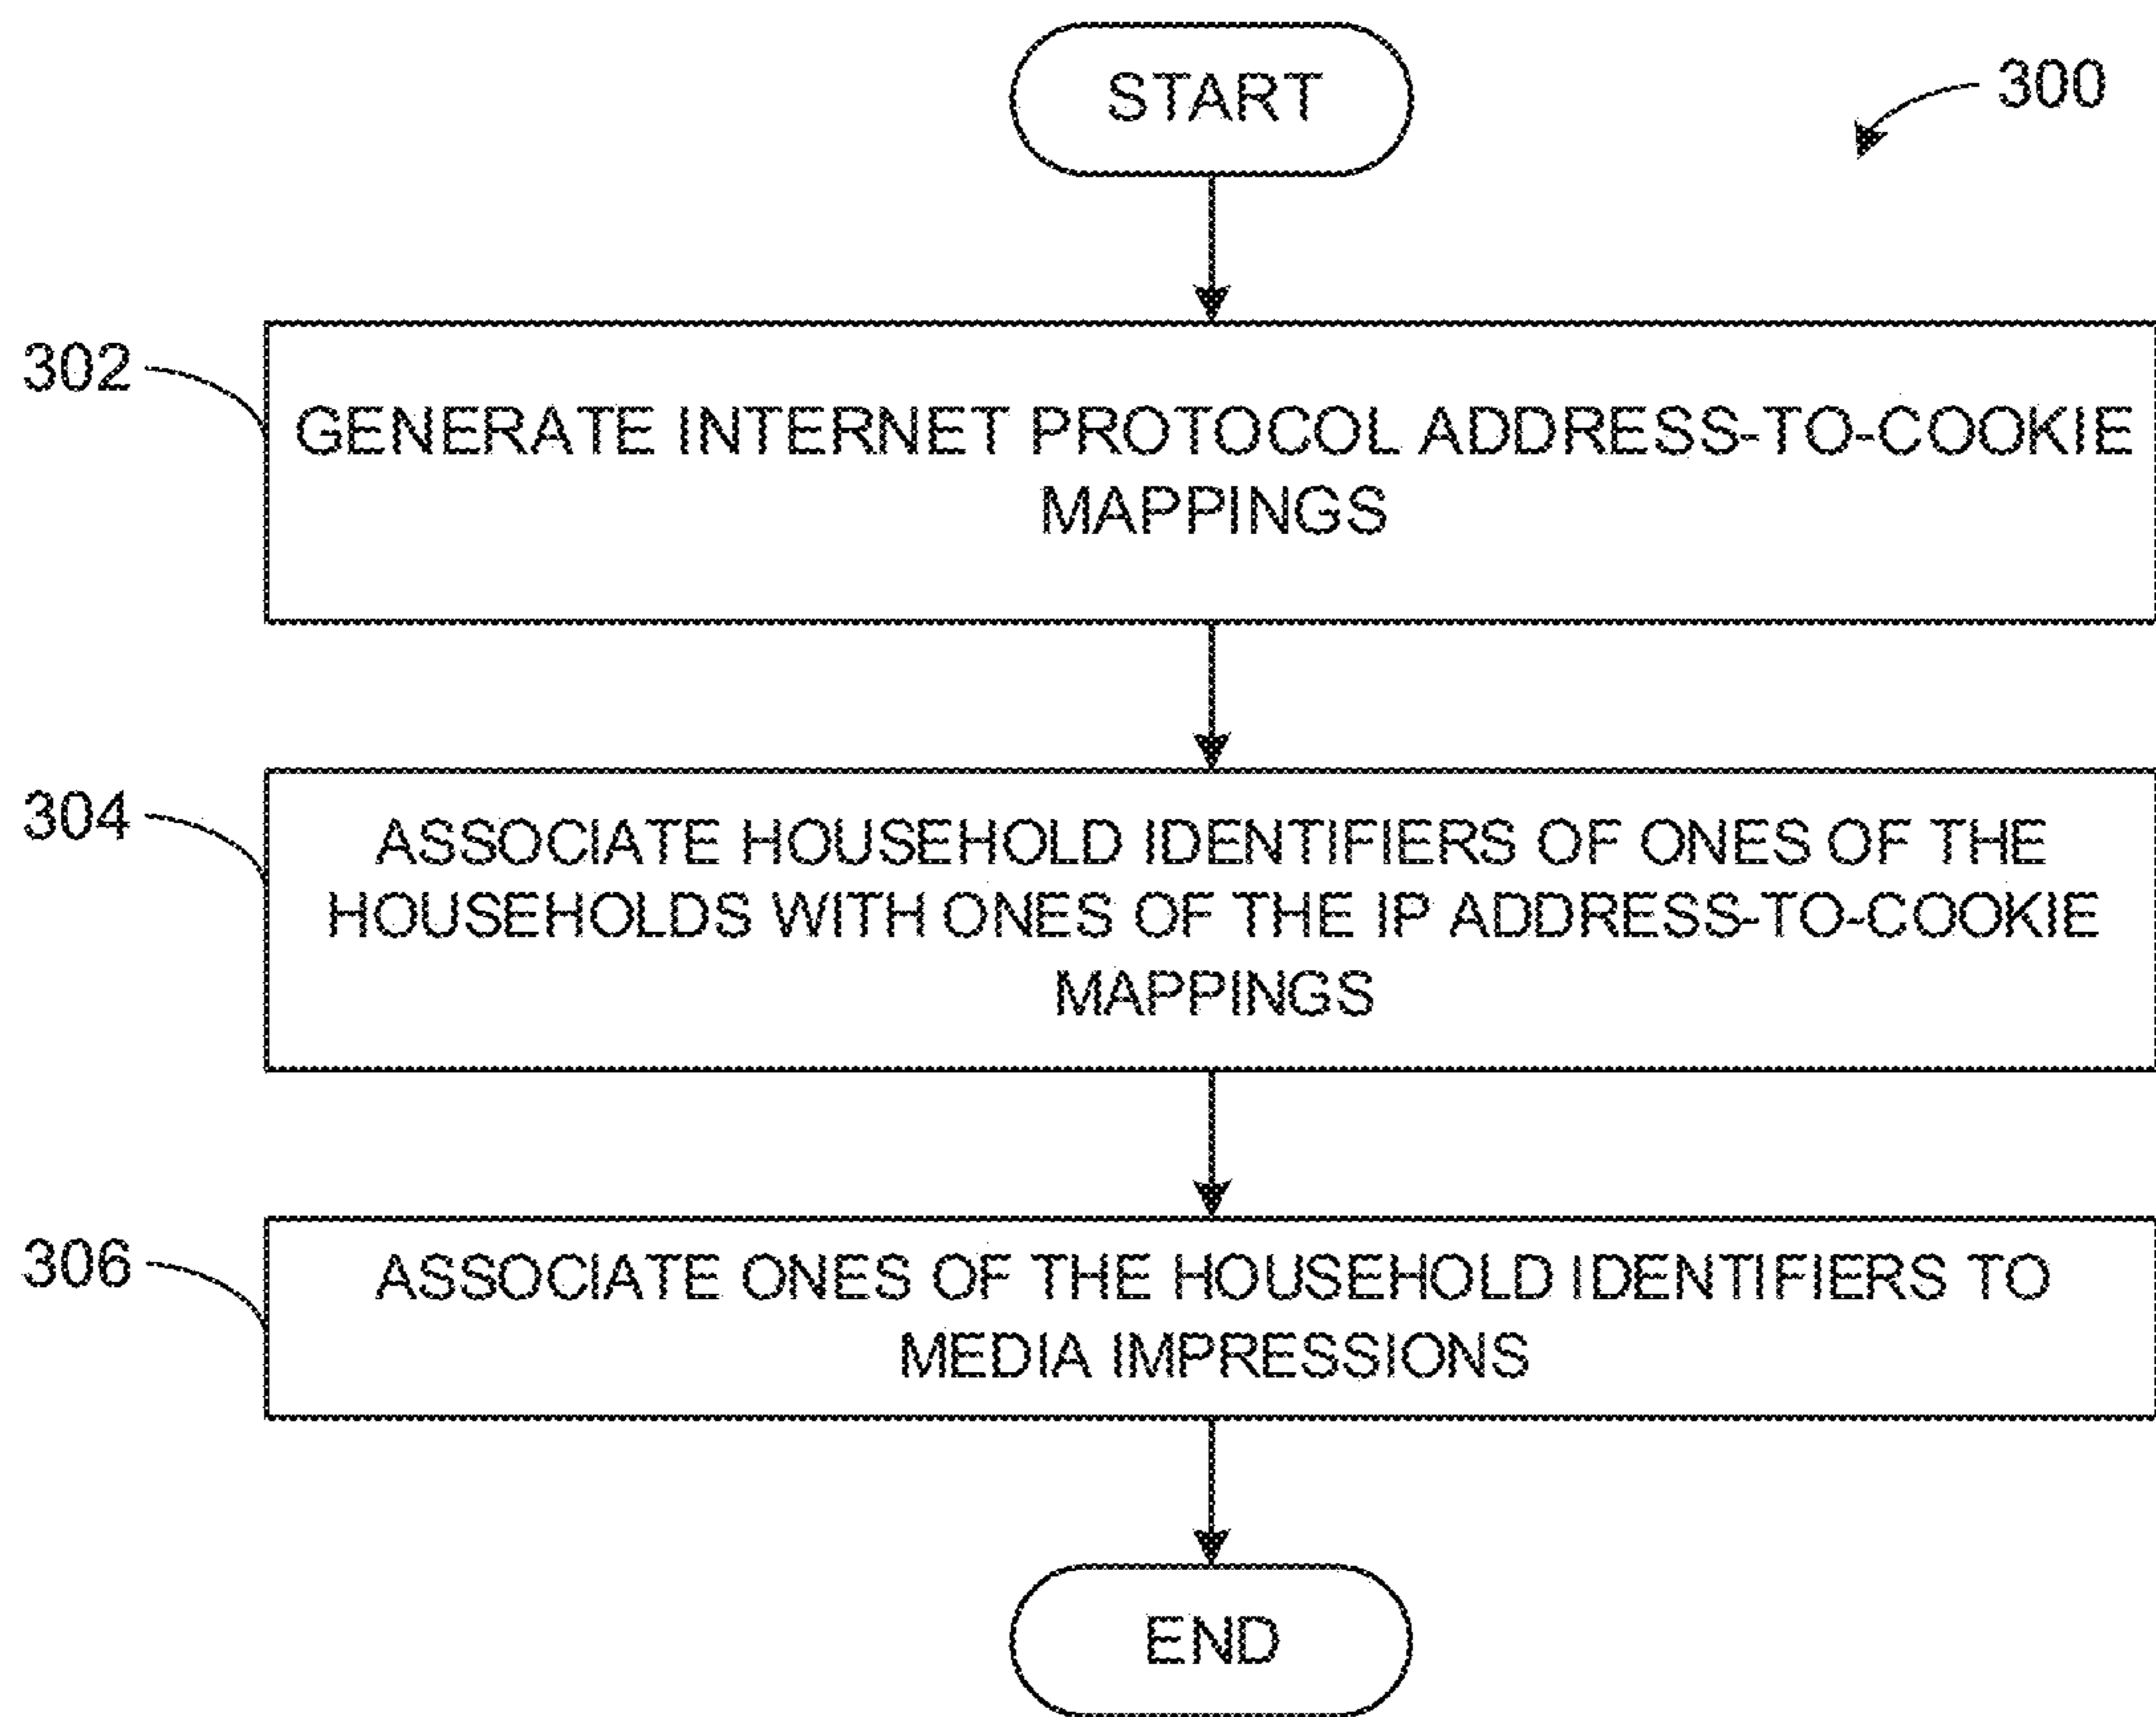 START
300
302
GENERATE INTERNET PROTOCOL ADDRESS-TO-COOKIE
MAPPINGS
304
ASSOCIATE HOUSEHOLD IDENTIFIERS OF ONES OF THE
HOUSEHOLDS WITH ONES OF THE IP ADDRESS-TO-COOKIE
MAPPINGS
306
ASSOCIATE ONES OF THE HOUSEHOLD IDENTIFIERS TO
MEDIA IMPRESSIONS
END